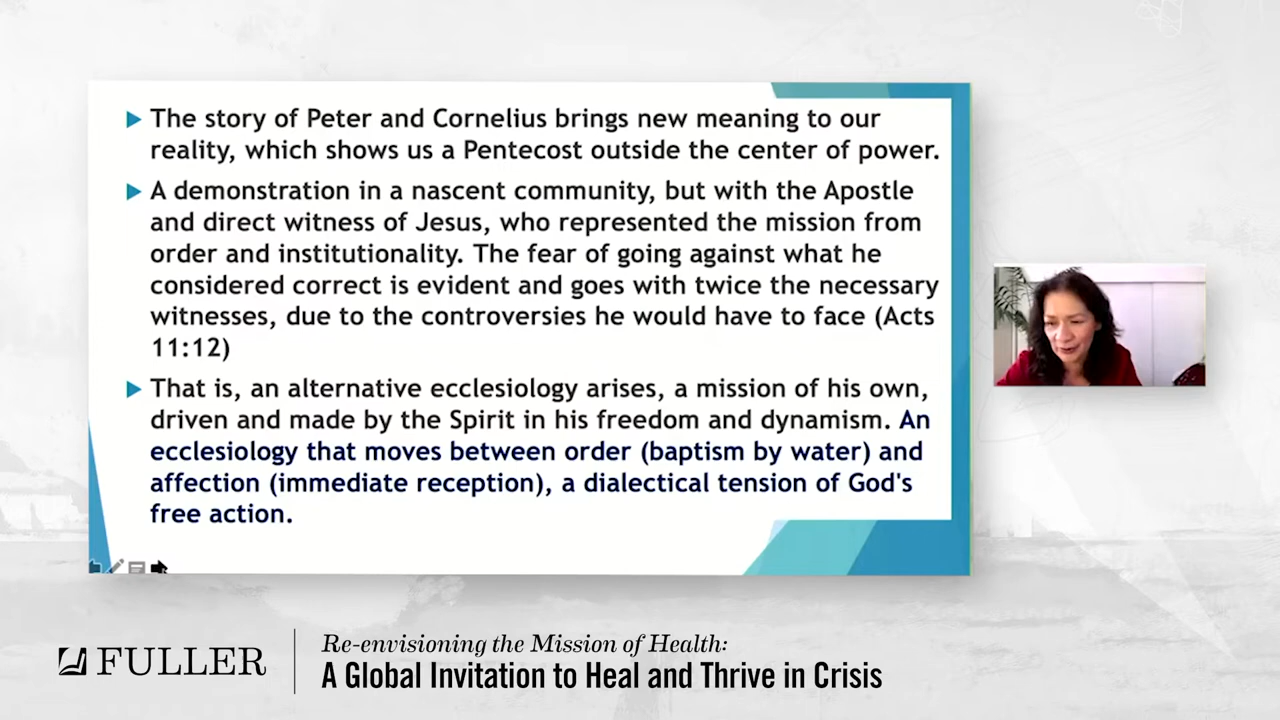 The story of Peter and Cornelius brings new meaning to our
reality, which shows us a Pentecost outside the center of power.
A demonstration in a nascent community, but with the Apostle
and direct witness of Jesus, who represented the mission from
order and institutionality. The fear of going against what he
considered correct is evident and goes with twice the necessary
witnesses, due to the controversies he would have to face (Acts
11:12)
That is, an alternative ecclesiology arises, a mission of his own,
driven and made by the Spirit in his freedom and dynamism. An
ecclesiology that moves between order (baptism by water) and
affection (immediate reception), a dialectical tension of God's
free action.
FULLER
Re-envisioning the Mission of Health:
A Global Invitation to Heal and Thrive in Crisis